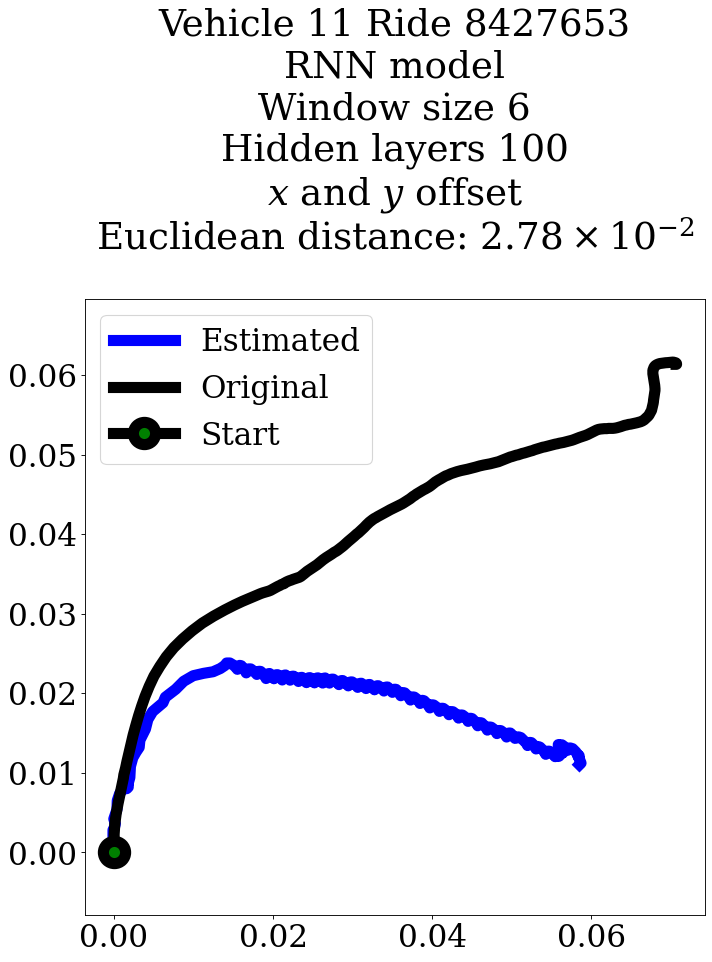 Vehicle 11 Ride 8427653
RNN model
Window size 6
Hidden layers 100
x and y offset
Euclidean distance: 2.78 × 10⁻²
Estimated
Original
Start
0.06
0.05
0.04
0.03
0.02
0.01
0.00
0.00 0.02 0.04 0.06